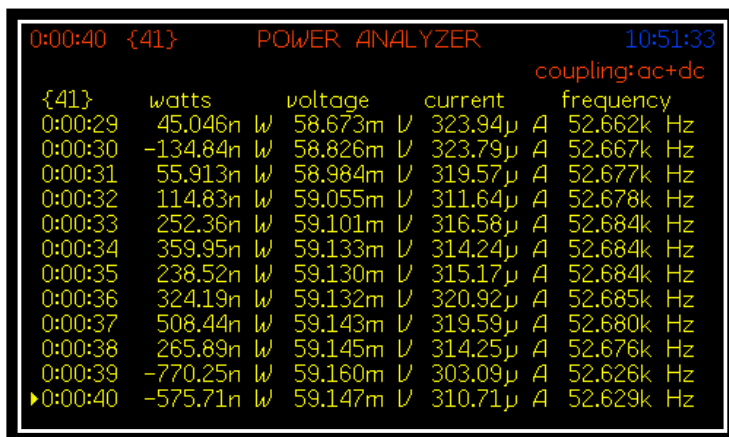 0:00:40 {41} POWER ANALYZER 10:51:33
coupling:ac+dc
{41} watts voltage current frequency
0:00:29 45.046n W 58.673m V 323.94µ A 52.662k Hz
0:00:30 -134.84n W 58.826m V 323.79µ A 52.667k Hz
0:00:31 55.913n W 58.984m V 319.57µ A 52.677k Hz
0:00:32 114.83n W 59.055m V 311.64µ A 52.678k Hz
0:00:33 252.36n W 59.101m V 316.58µ A 52.684k Hz
0:00:34 359.95n W 59.133m V 314.24µ A 52.684k Hz
0:00:35 238.52n W 59.130m V 315.17µ A 52.684k Hz
0:00:36 324.19n W 59.132m V 320.92µ A 52.685k Hz
0:00:37 508.44n W 59.143m V 319.59µ A 52.680k Hz
0:00:38 265.89n W 59.145m V 314.25µ A 52.676k Hz
0:00:39 -770.25n W 59.160m V 303.09µ A 52.626k Hz
0:00:40 -575.71n W 59.147m V 310.71µ A 52.629k Hz